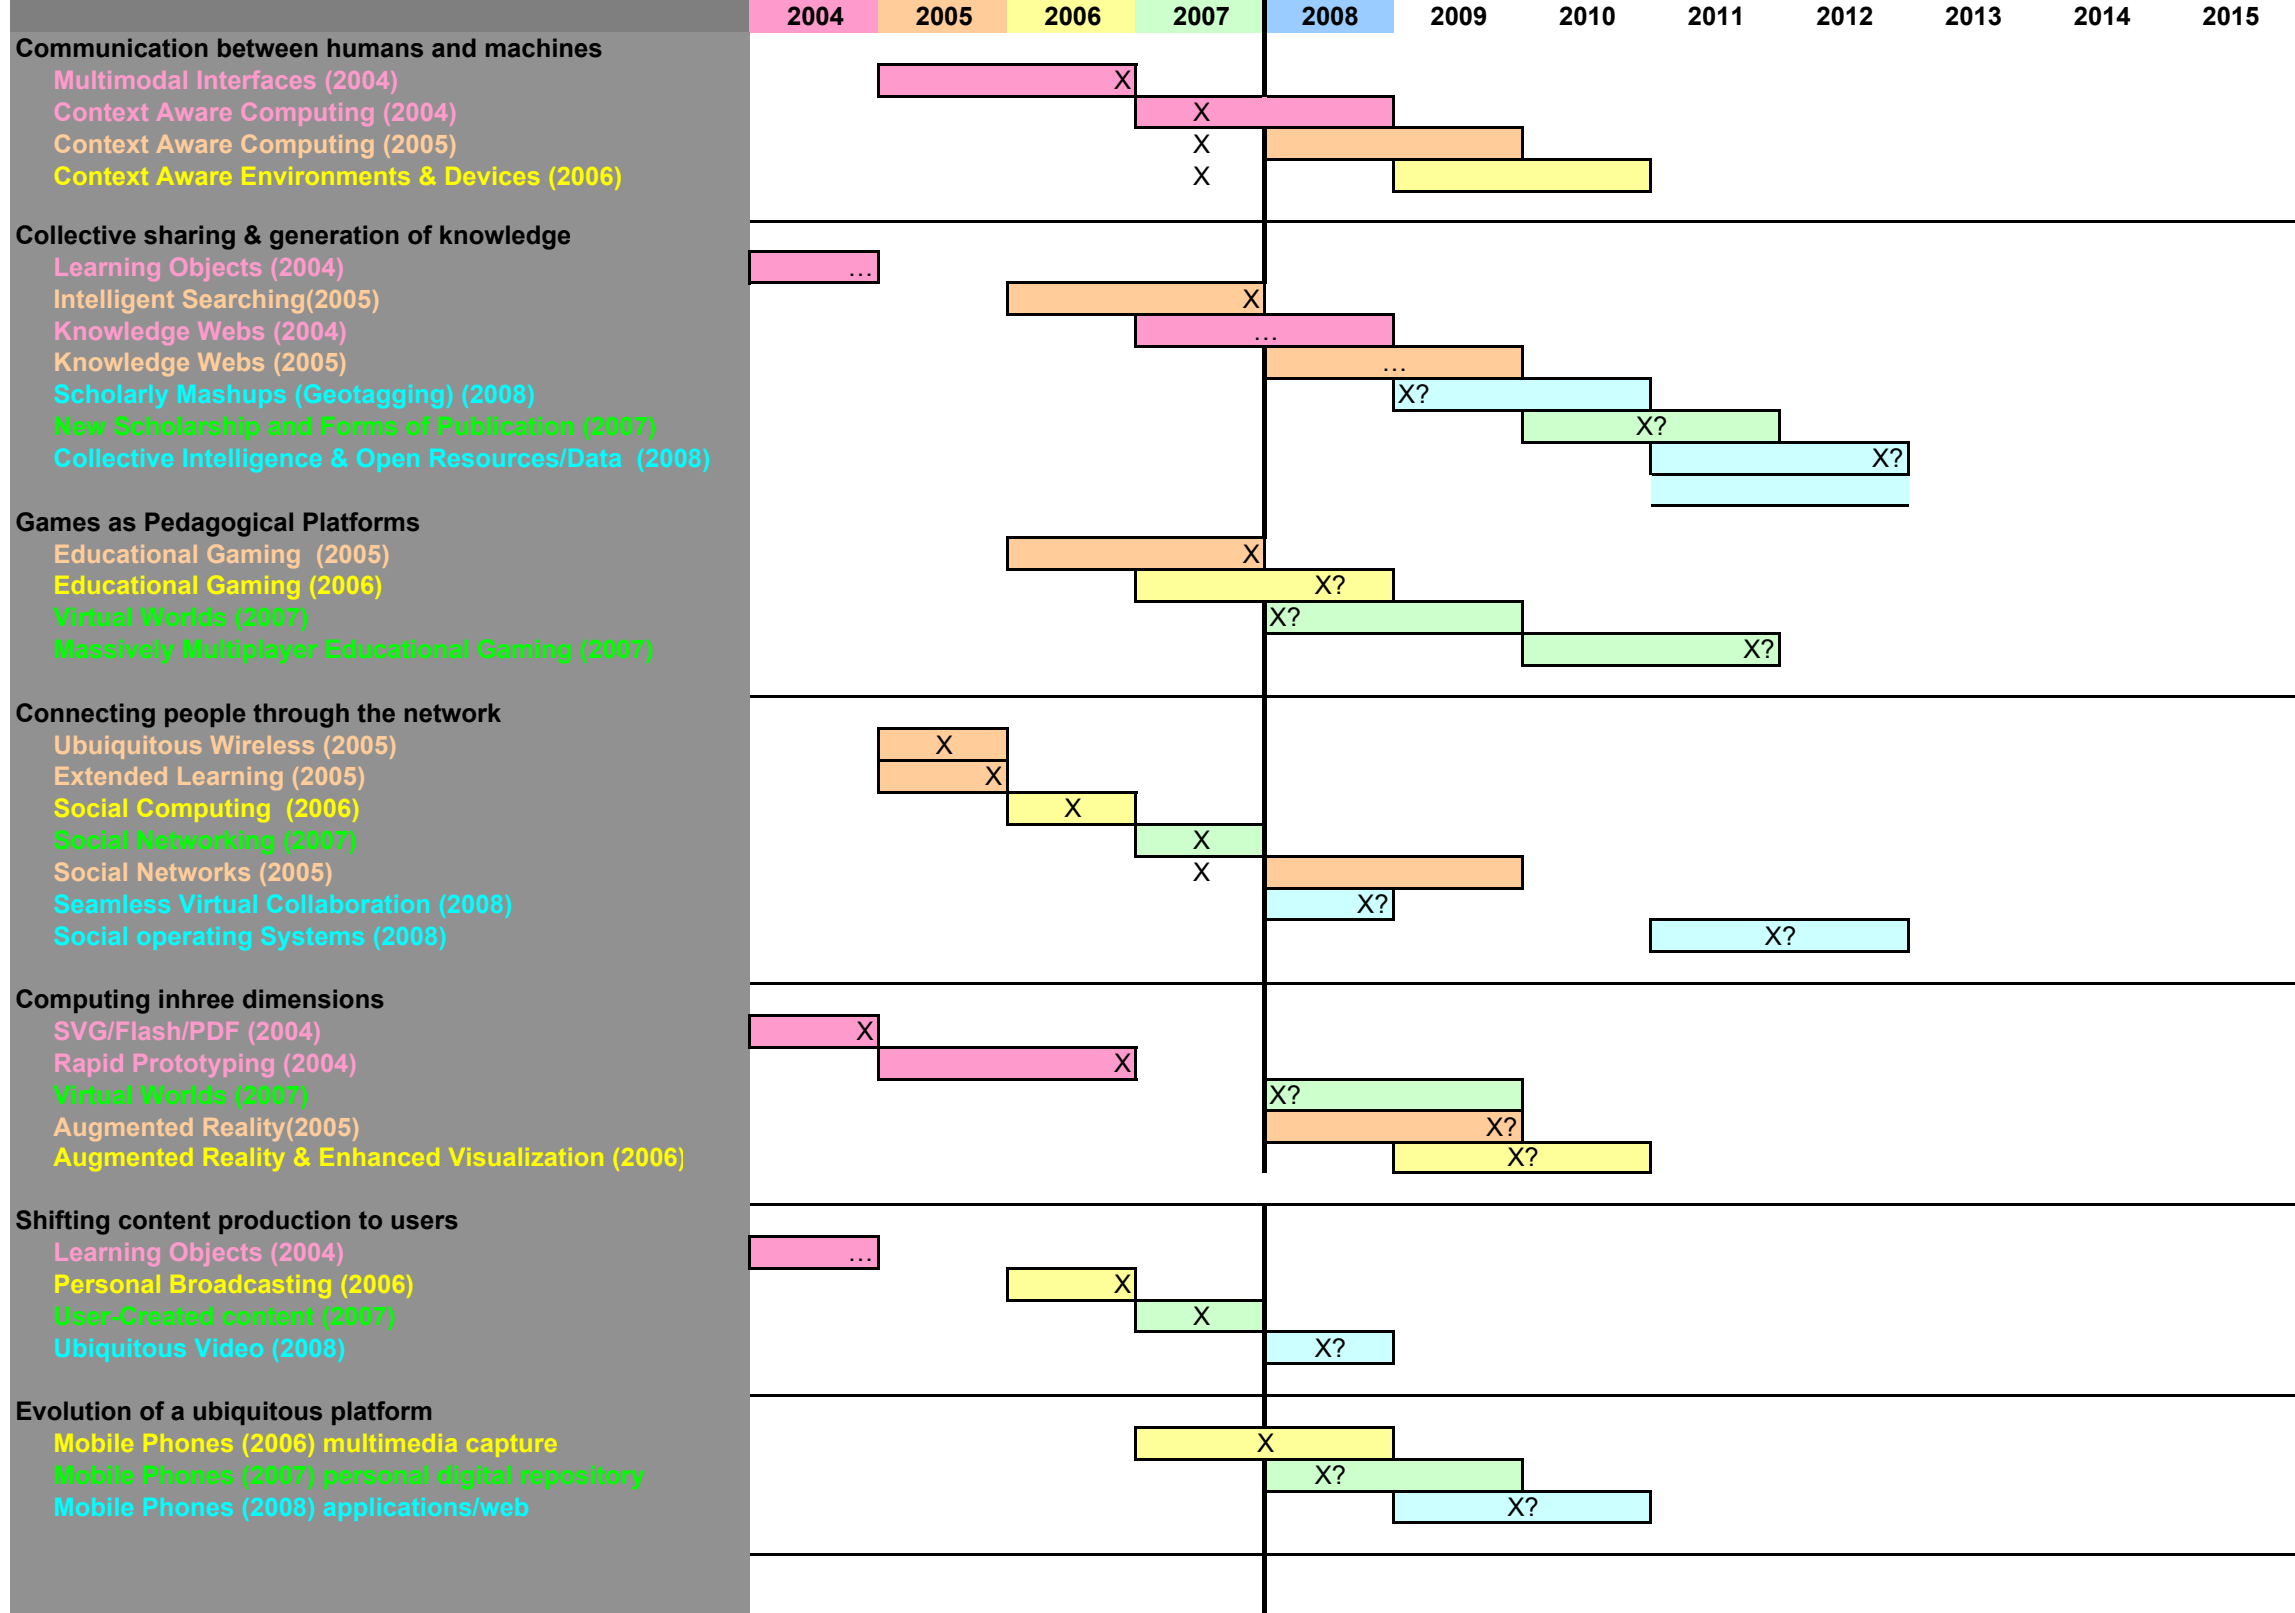 2004 2005 2006 2007 2008 2009 2010 2011 2012 2013 2014 2015
Communication between humans and machines
Multimodal Interfaces (2004) X
Context Aware Computing (2004) X
Context Aware Computing (2005) X
Context Aware Environments & Devices (2006) X
Collective sharing & generation of knowledge
Learning Objects (2004) ...
Intelligent Searching(2005) X
Knowledge Webs (2004) ...
Knowledge Webs (2005) ...
Scholarly Mashups (Geotagging) (2008) X?
New Scholarship and Forms of Publication (2007) X?
Collective Intelligence & Open Resources/Data (2008) X?
Games as Pedagogical Platforms
Educational Gaming (2005) X
Educational Gaming (2006) X?
Virtual Worlds (2007) X?
Massively Multiplayer Educational Gaming (2007) X?
Connecting people through the network
Ubuiquitous Wireless (2005) X
Extended Learning (2005) X
Social Computing (2006) X
Social Networking (2007) X
Social Networks (2005) X
Seamless Virtual Collaboration (2008) X?
Social operating Systems (2008) X?
Computing inhree dimensions
SVG/Flash/PDF (2004) X
Rapid Prototyping (2004) X
Virtual Worlds (2007) X?
Augmented Reality(2005) X?
Augmented Reality & Enhanced Visualization (2006) X?
Shifting content production to users
Learning Objects (2004) ...
Personal Broadcasting (2006) X
User-Created content (2007) X
Ubiquitous Video (2008) X?
Evolution of a ubiquitous platform
Mobile Phones (2006) multimedia capture X
Mobile Phones (2007) personal digital repository X?
Mobile Phones (2008) applications/web X?